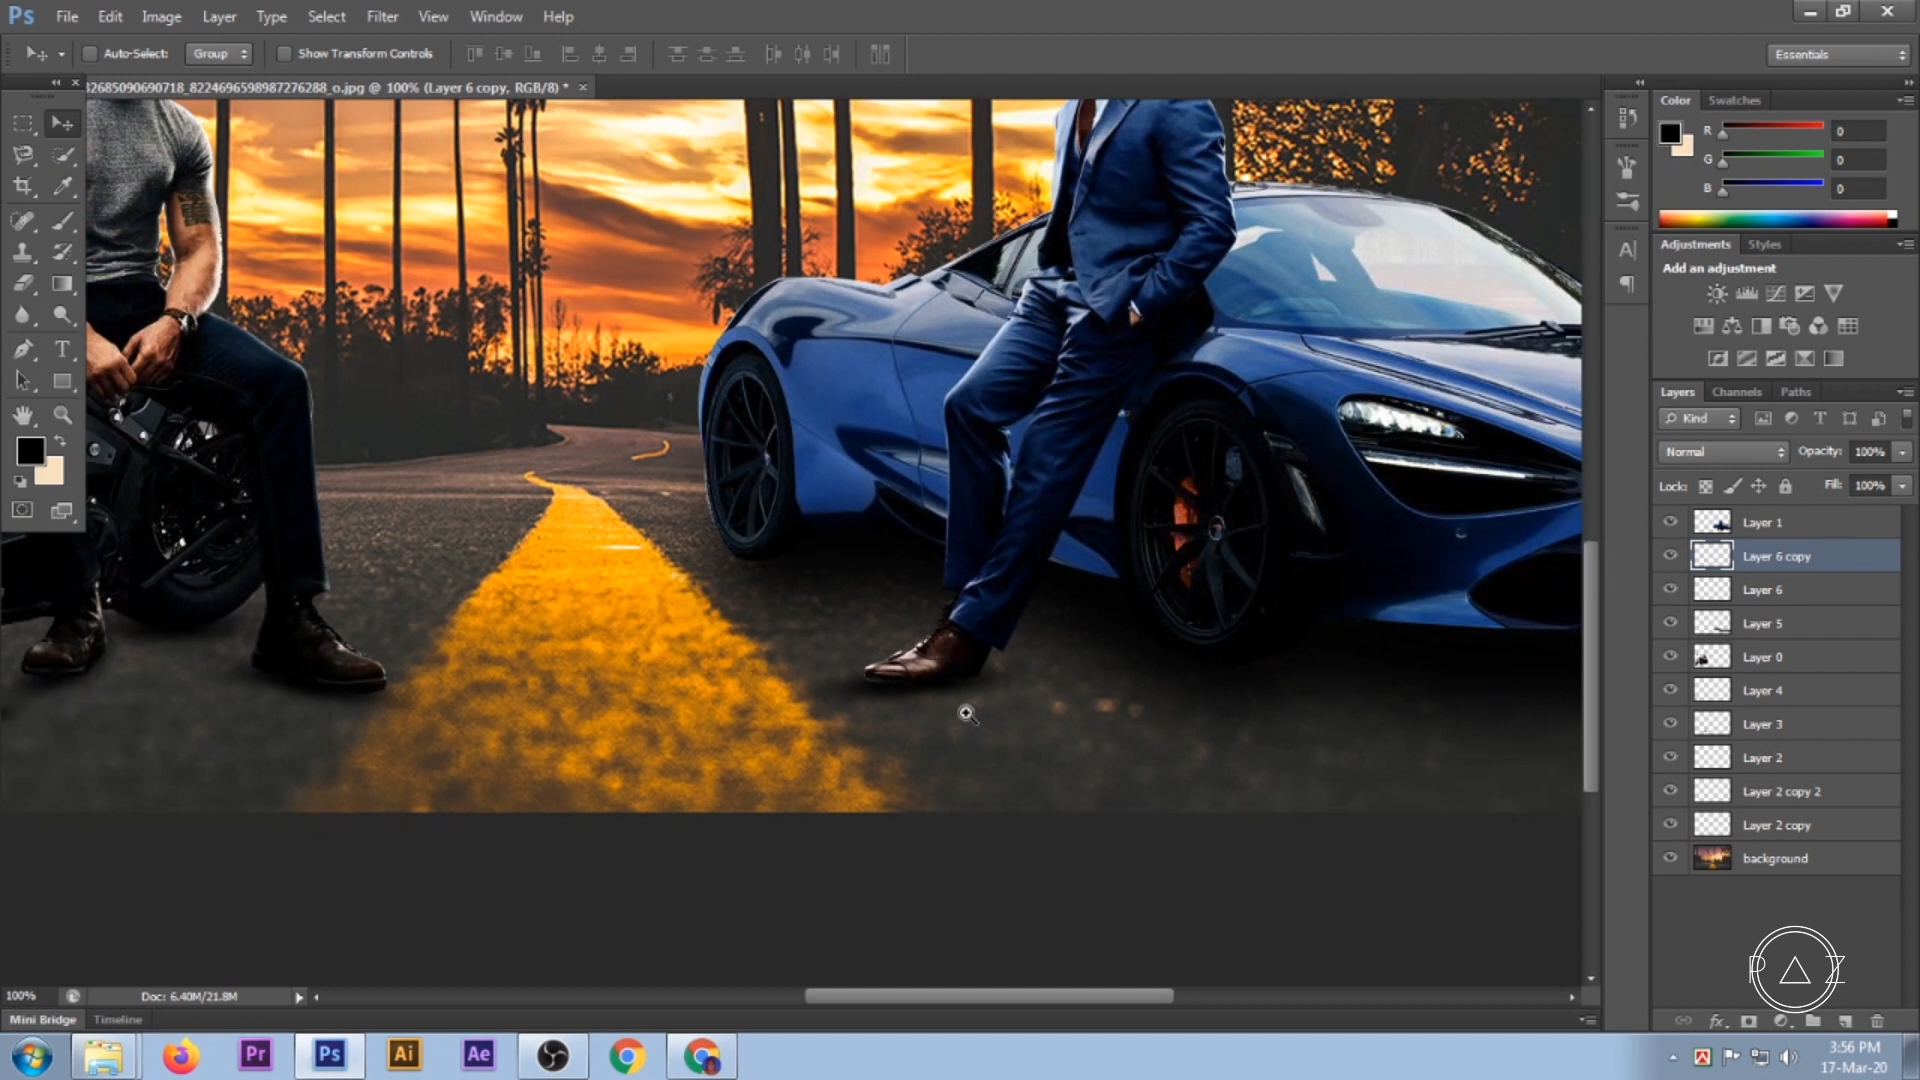 Ps File Edit Image Layer Type Select Filter View Window Help
Auto-Select: Group Show Transform Controls Essentials
32685090690718_8224696598987276288_o.jpg @ 100% (Layer 6 copy, RGB/8) * ×
Color Swatches
R 0
G 0
B 0
Adjustments Styles
Add an adjustment
Layers Channels Paths
Kind
Normal Opacity: 100%
Lock: Fill: 100%
Layer 1
Layer 6 copy
Layer 6
Layer 5
Layer 0
Layer 4
Layer 3
Layer 2
Layer 2 copy 2
Layer 2 copy
background
P Z
100% Doc: 6.40M/21.8M
Mini Bridge Timeline
Pr Ps Ai Ae
3:56 PM
17-Mar-20